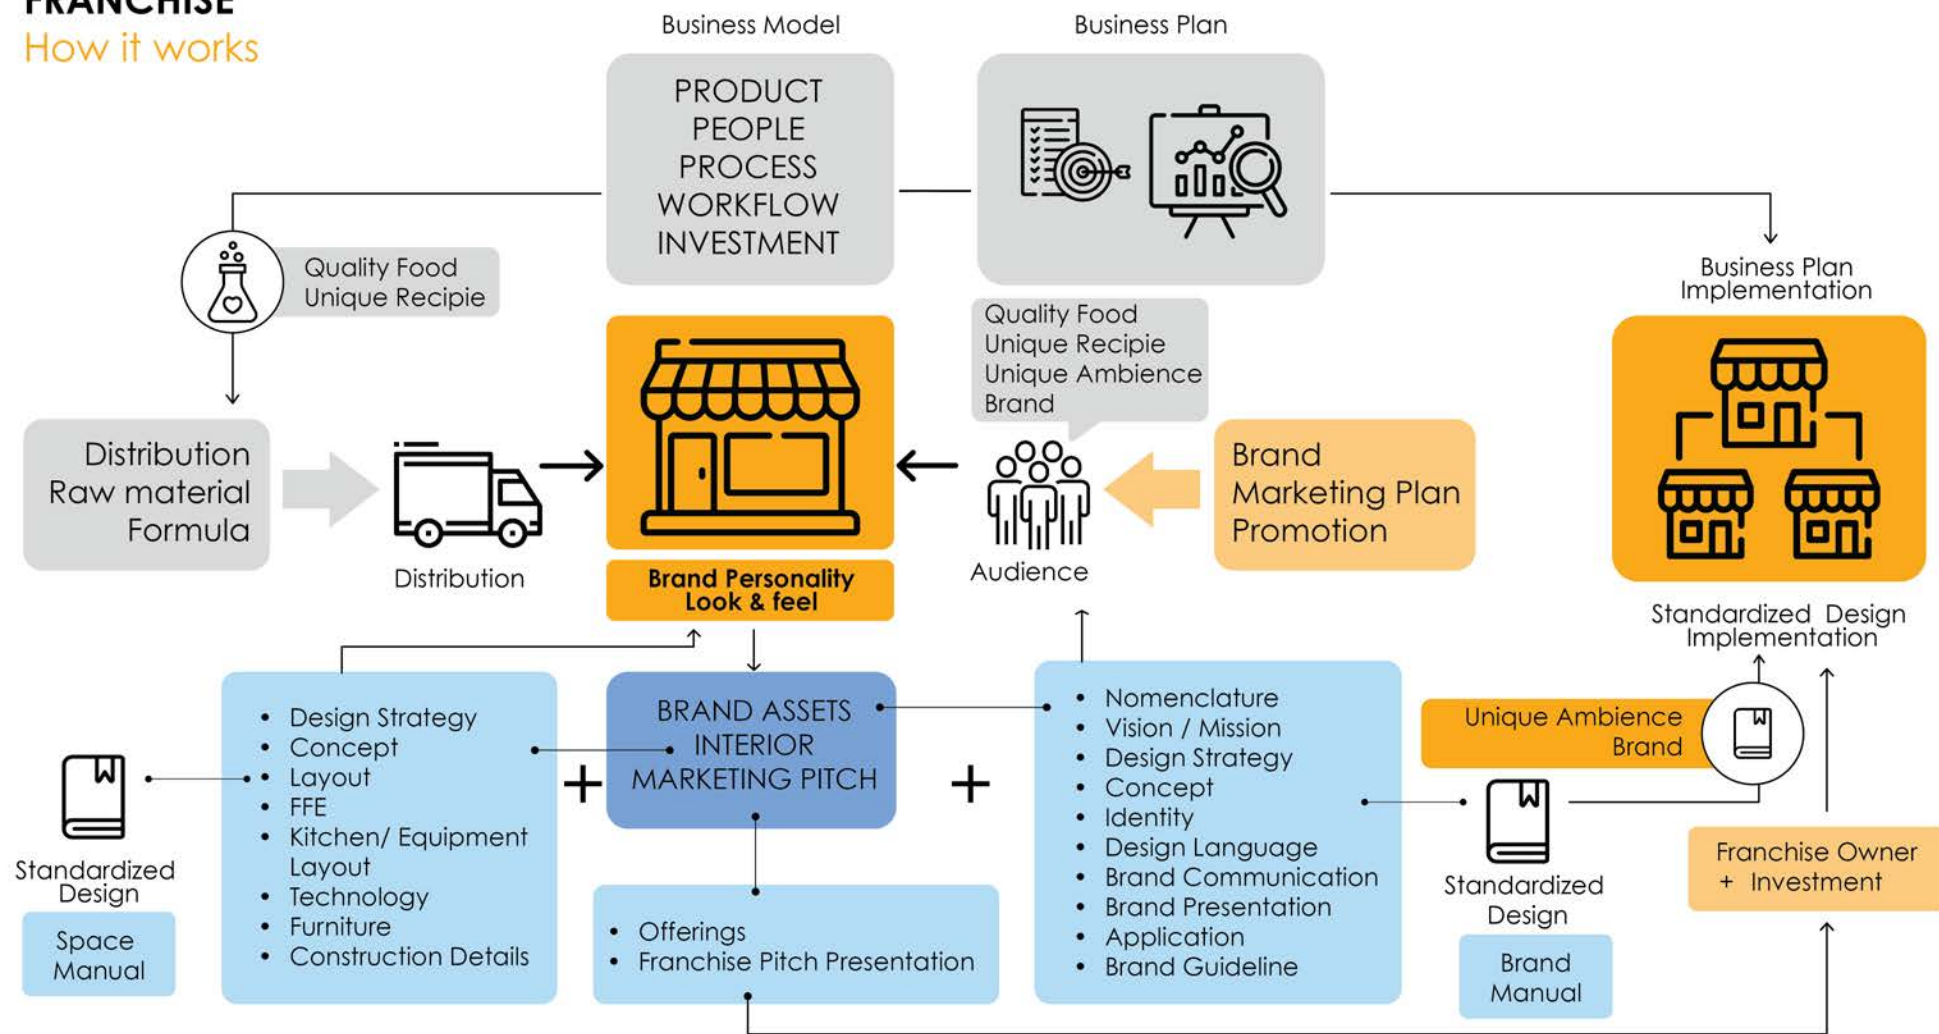 FRANCHISE
How it works
Business Model
Business Plan
PRODUCT
PEOPLE
PROCESS
WORKFLOW
INVESTMENT
Quality Food
Unique Recipie
Quality Food
Unique Recipie
Unique Ambience
Brand
Business Plan
Implementation
Distribution
Raw material
Formula
Distribution
Brand Personality
Look & feel
Audience
Brand
Marketing Plan
Promotion
Standardized Design
Implementation
Standardized
Design
Space
Manual
• Design Strategy
• Concept
• Layout
• FFE
• Kitchen/ Equipment
Layout
• Technology
• Furniture
• Construction Details
+
BRAND ASSETS
INTERIOR
MARKETING PITCH
+
• Offerings
• Franchise Pitch Presentation
• Nomenclature
• Vision / Mission
• Design Strategy
• Concept
• Identity
• Design Language
• Brand Communication
• Brand Presentation
• Application
• Brand Guideline
Unique Ambience
Brand
Standardized
Design
Brand
Manual
Franchise Owner
+ Investment